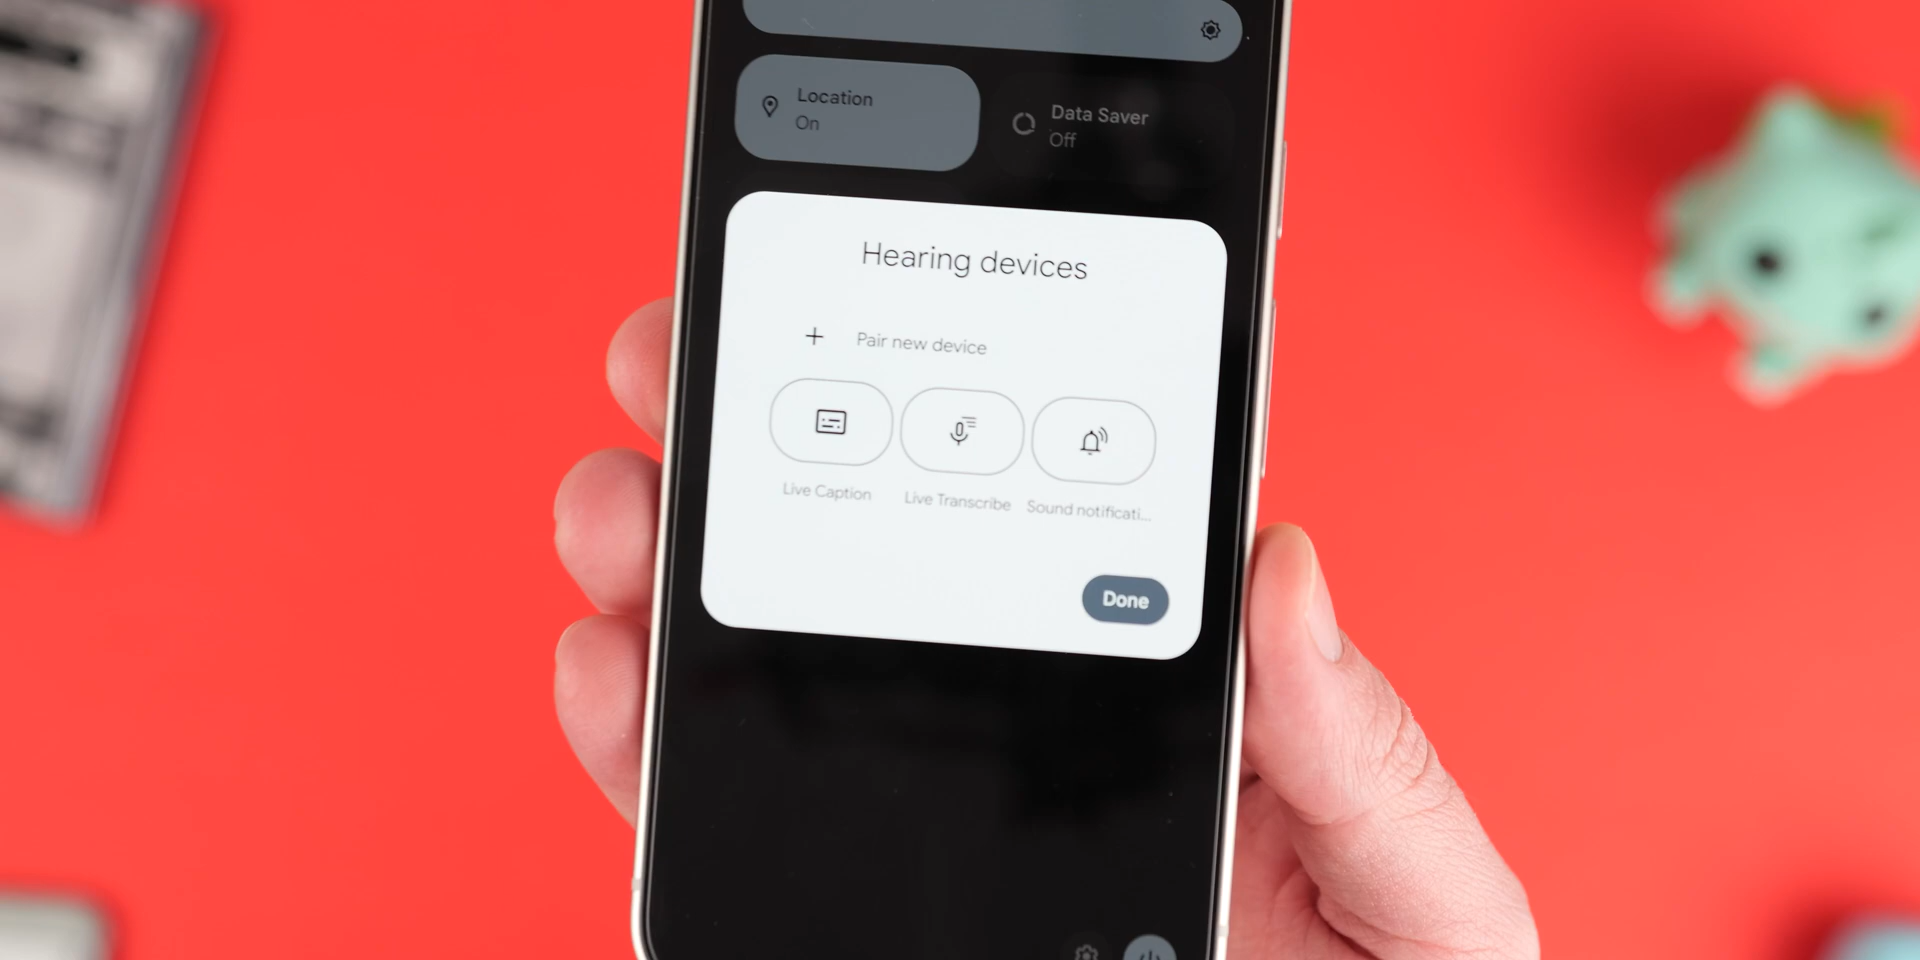 Location
On
Data Saver
Off
Hearing devices
Pair new device
Live Caption
Live Transcribe
Sound notificati...
Done